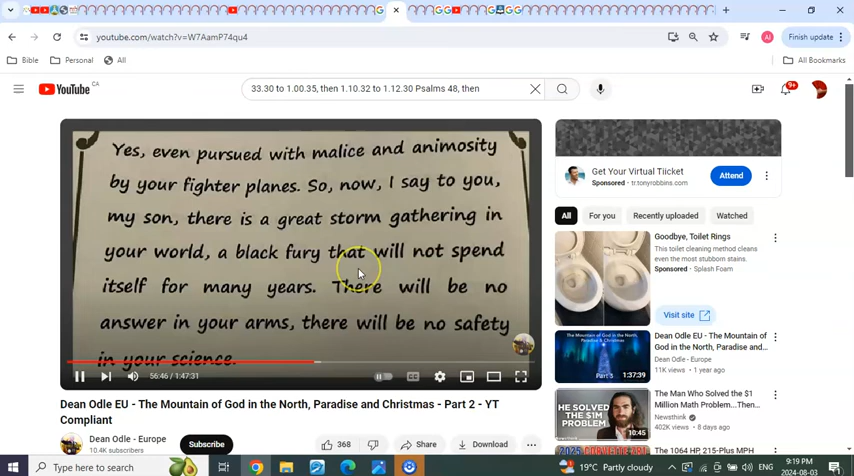 youtube.com/watch?v=W7AamP74qu4
Finish update
Bible
Personal
All
All Bookmarks
YouTube CA
33.30 to 1.00.35, then 1.10.32 to 1.12.30 Psalms 48, then
9+
Yes, even pursued with malice and animosity
by your fighter planes. So, now, I say to you,
my son, there is a great storm gathering in
your world, a black fury that will not spend
itself for many years. There will be no
answer in your arms, there will be no safety
in your science.
56:46 / 1:47:31
Dean Odle EU - The Mountain of God in the North, Paradise and Christmas - Part 2 - YT
Compliant
Dean Odle - Europe
10.4K subscribers
Subscribe
368
Share
Download
Get Your Virtual Tiicket
Sponsored · tr.tonyrobbins.com
Attend
All
For you
Recently uploaded
Watched
Goodbye, Toilet Rings
This toilet cleaning method cleans
even the most stubborn stains.
Sponsored · Splash Foam
Visit site
Part 3
1:37:39
Dean Odle EU - The Mountain of
God in the North, Paradise and...
Dean Odle - Europe
11K views · 1 year ago
HE SOLVED
THE $1M
PROBLEM...
10:45
The Man Who Solved the $1
Million Math Problem...Then...
Newsthink
402K views · 8 days ago
2025 CORVETTE
The 1064 HP, 215-Plus MPH
Type here to search
19°C Partly cloudy
ENG
9:19 PM
2024-08-03